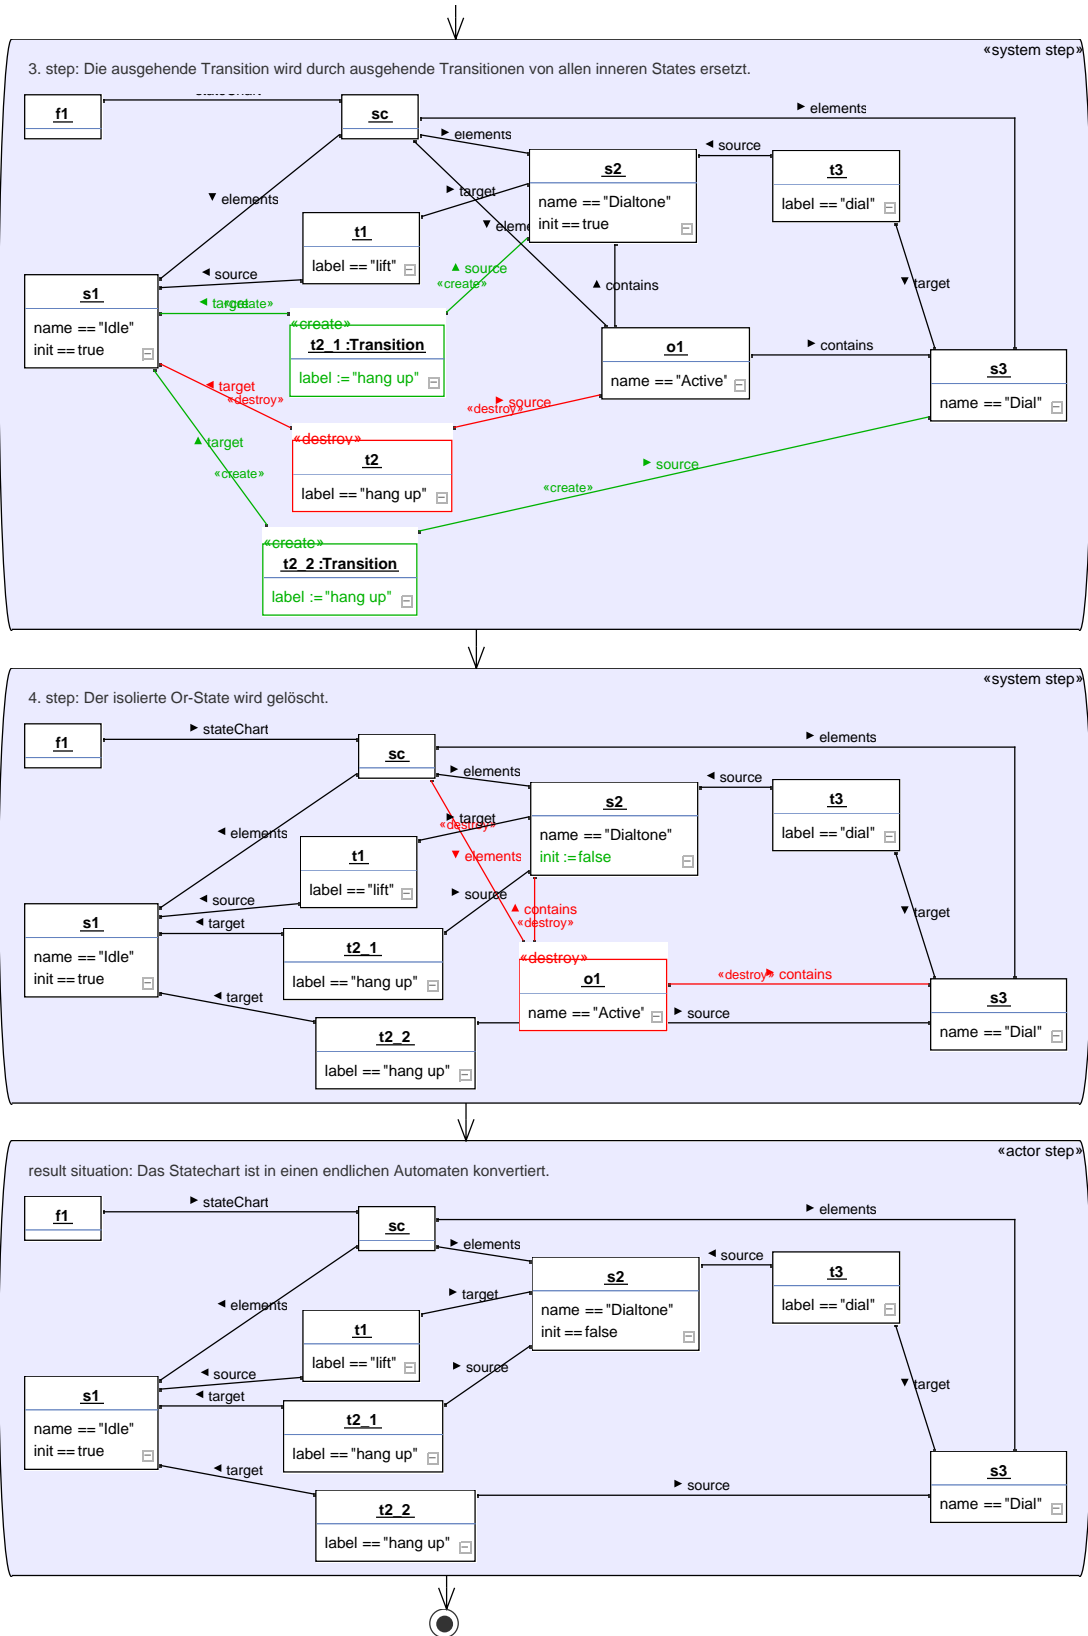 «system step»
3. step: Die ausgehende Transition wird durch ausgehende Transitionen von allen inneren States ersetzt.
f1
sc
► elements
► elements
s2
name == "Dialtone"
init == true
◄ source
t3
label == "dial"
► target
▼ elements
t1
label == "lift"
◄ source
▲ source
«create»
▲ contains
▼ target
s1
name == "Idle"
init == true
◄ target
«create»
«create»
t2_1 :Transition
label := "hang up"
o1
name == "Active"
► contains
s3
name == "Dial"
◄ target
«destroy»
► source
«destroy»
«destroy»
t2
label == "hang up"
▲ target
«create»
► source
«create»
«create»
t2_2 :Transition
label := "hang up"
«system step»
4. step: Der isolierte Or-State wird gelöscht.
f1
► stateChart
sc
► elements
► elements
s2
name == "Dialtone"
init := false
◄ source
t3
label == "dial"
► target
«destroy»
▼ elements
◄ elements
t1
label == "lift"
◄ source
► source
▲ contains
«destroy»
▼ target
s1
name == "Idle"
init == true
◄ target
t2_1
label == "hang up"
«destroy»
o1
name == "Active"
«destroy»
► contains
s3
name == "Dial"
◄ target
t2_2
label == "hang up"
► source
«actor step»
result situation: Das Statechart ist in einen endlichen Automaten konvertiert.
f1
► stateChart
sc
► elements
► elements
s2
name == "Dialtone"
init == false
◄ source
t3
label == "dial"
► target
◄ elements
t1
label == "lift"
◄ source
► source
▼ target
s1
name == "Idle"
init == true
◄ target
t2_1
label == "hang up"
◄ target
t2_2
label == "hang up"
► source
s3
name == "Dial"